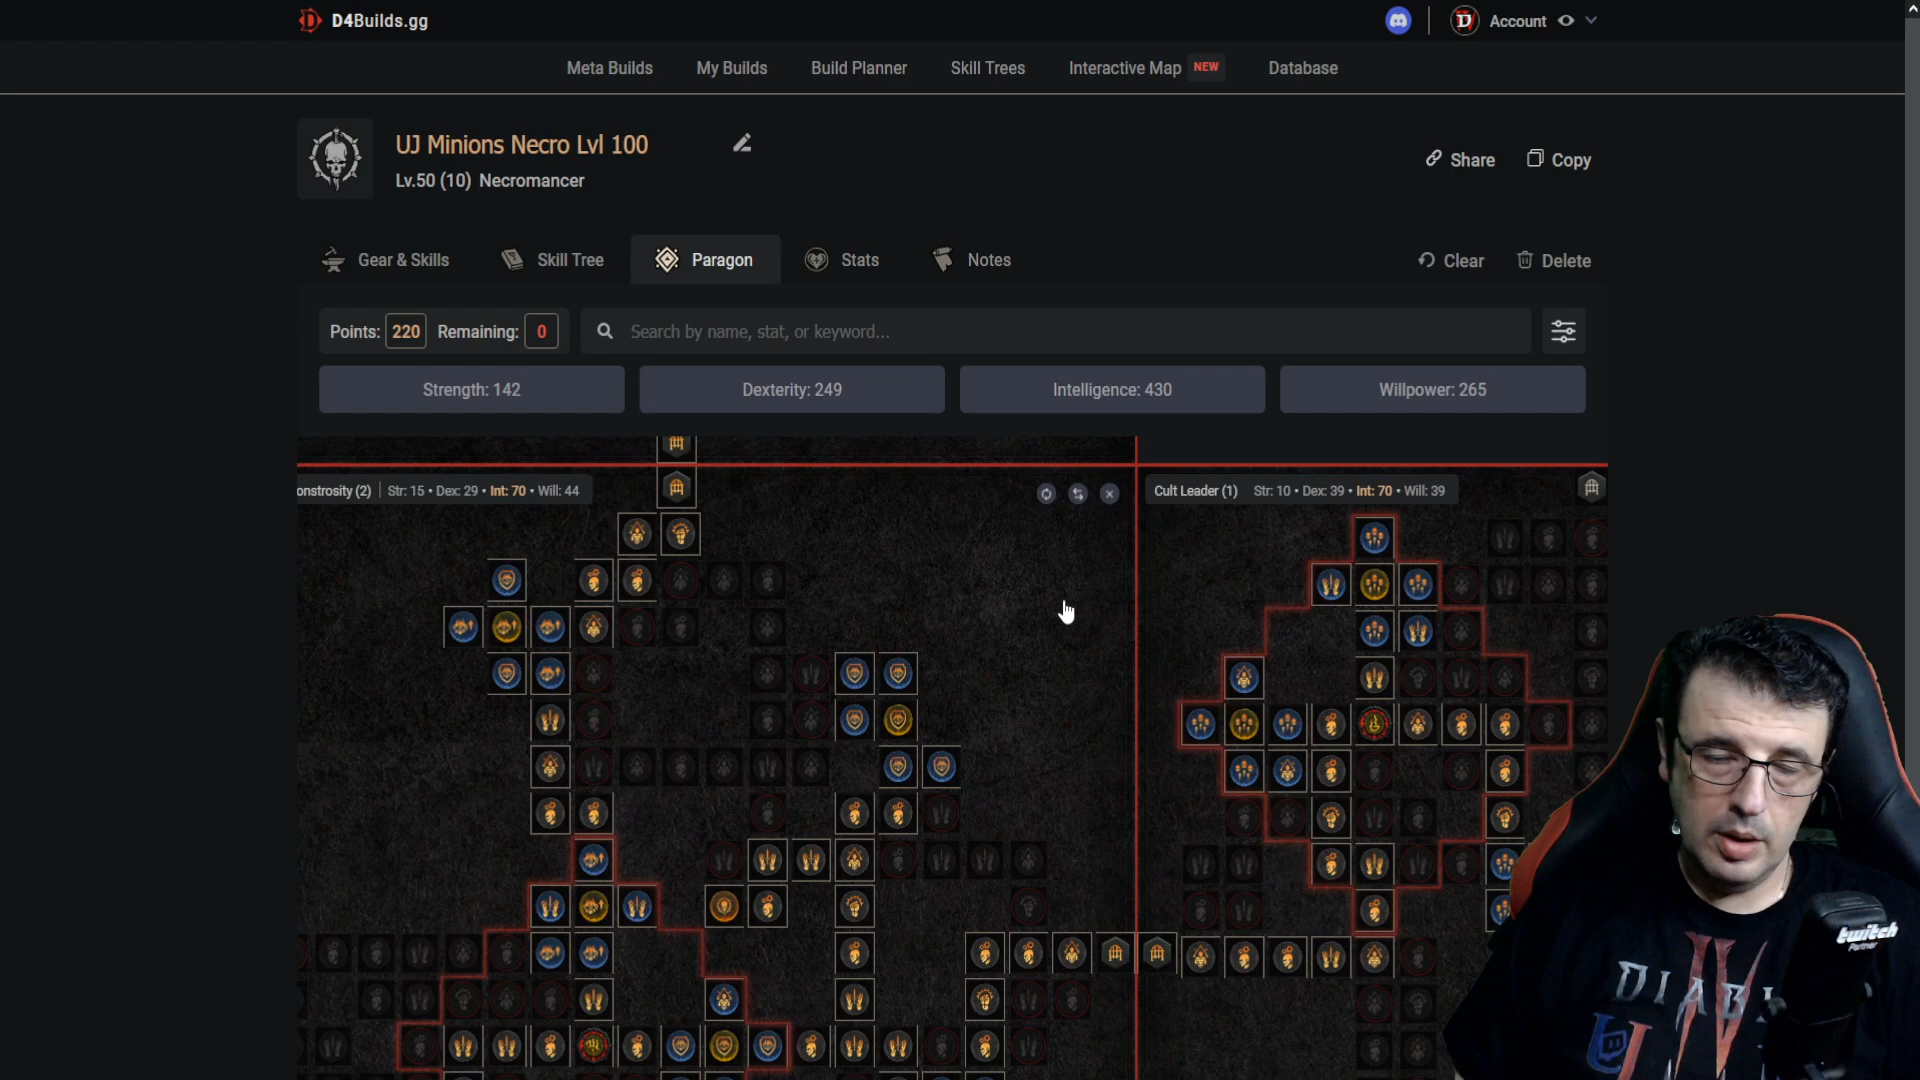 D4Builds.gg
Account
Meta Builds
My Builds
Build Planner
Skill Trees
Interactive Map NEW
Database
UJ Minions Necro Lvl 100
Lv.50 (10) Necromancer
Share
Copy
Gear & Skills
Skill Tree
Paragon
Stats
Notes
Clear
Delete
Points: 220 Remaining: 0
Search by name, stat, or keyword...
Strength: 142
Dexterity: 249
Intelligence: 430
Willpower: 265
onstrosity (2) Str: 15 • Dex: 29 • Int: 70 • Will: 44
Cult Leader (1) Str: 10 • Dex: 39 • Int: 70 • Will: 39
twitch
Partner
DIAB